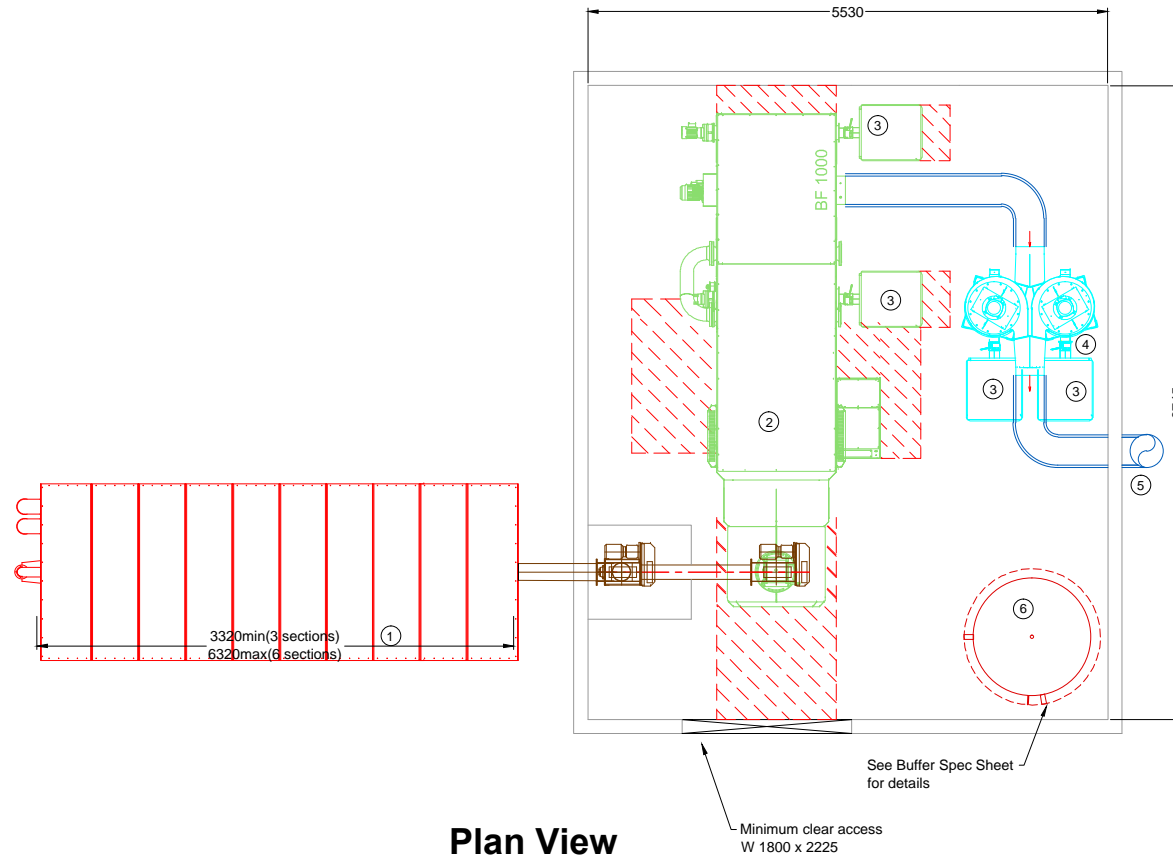 5530
3
BF 1000
3
4
3
3
2
5
1
3320min(3 sections)
6320max(6 sections)
6
See Buffer Spec Sheet
for details
Minimum clear access
W 1800 x 2225
Plan View